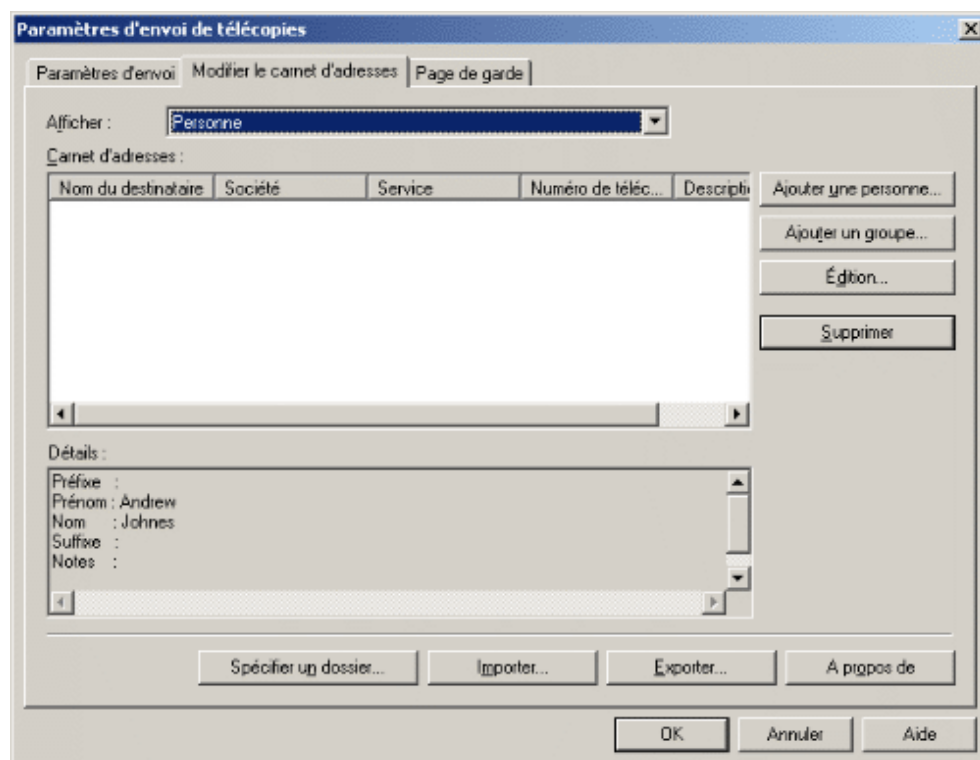 Paramètres d'envoi de télécopies
Paramètres d'envoi Modifier le carnet d'adresses Page de garde
Afficher : Personne
Carnet d'adresses :
Nom du destinataire Société Service Numéro de téléc... Descripti
Ajouter une personne...
Ajouter un groupe...
Édition...
Supprimer
Détails :
Préfixe :
Prénom : Andrew
Nom : Johnes
Suffixe :
Notes :
Spécifier un dossier... Importer... Exporter... A propos de
OK Annuler Aide